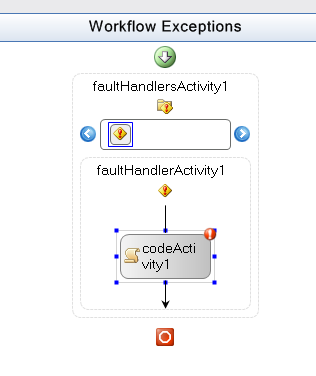 Workflow Exceptions
faultHandlersActivity1
faultHandlerActivity1
codeActi
vity1